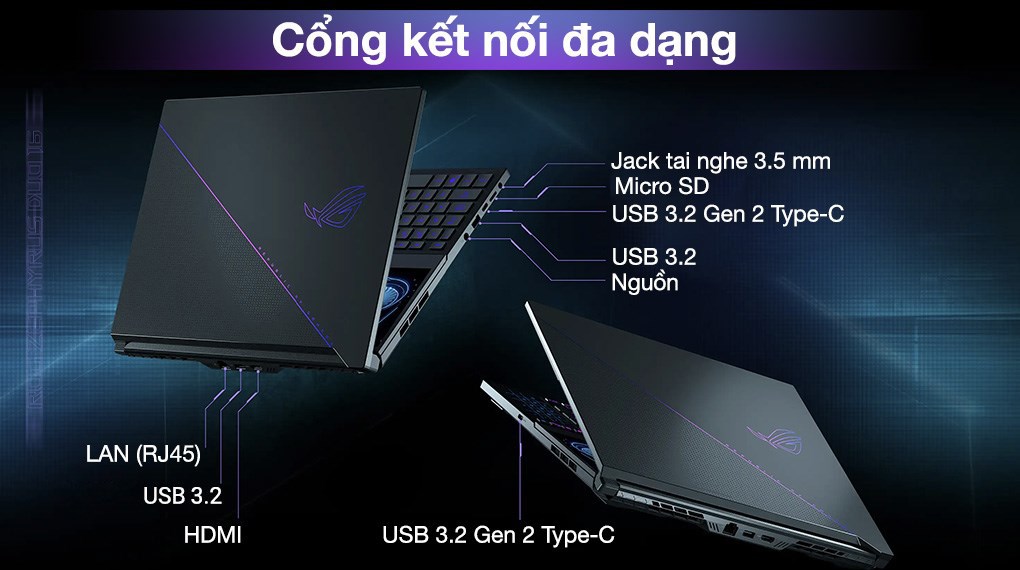 Cổng kết nối đa dạng
Jack tai nghe 3.5 mm
Micro SD
USB 3.2 Gen 2 Type-C
USB 3.2
Nguồn
LAN (RJ45)
USB 3.2
HDMI
USB 3.2 Gen 2 Type-C